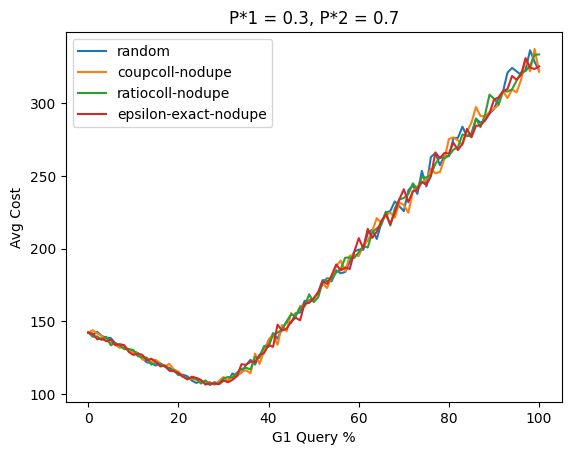 P*1 = 0.3, P*2 = 0.7
random
coupcoll-nodupe
ratiocoll-nodupe
epsilon-exact-nodupe
Avg Cost
300
250
200
150
100
0 20 40 60 80 100
G1 Query %